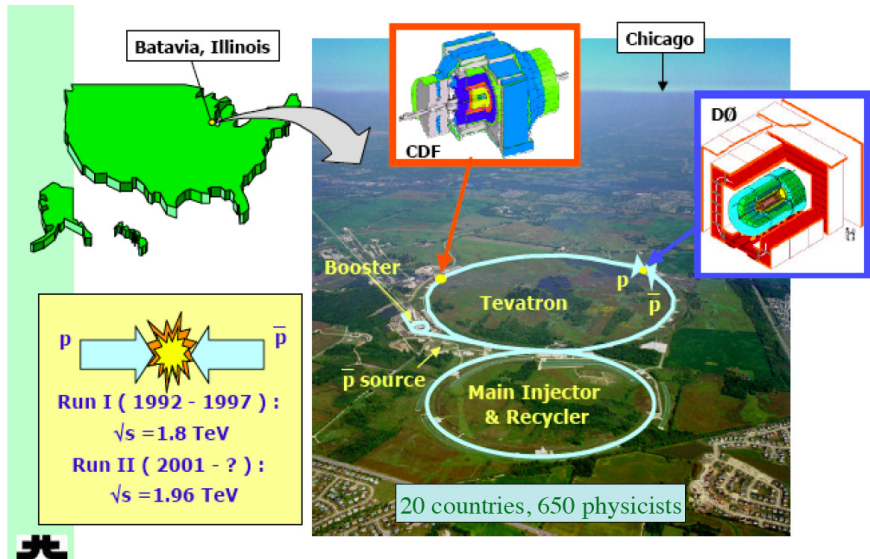 Batavia, Illinois
Chicago
CDF
DØ
Booster
Tevatron
p
p̅
p̅ source
Main Injector
& Recycler
p
p̅
Run I ( 1992 - 1997 ) :
√s =1.8 TeV
Run II ( 2001 - ? ) :
√s =1.96 TeV
20 countries, 650 physicists